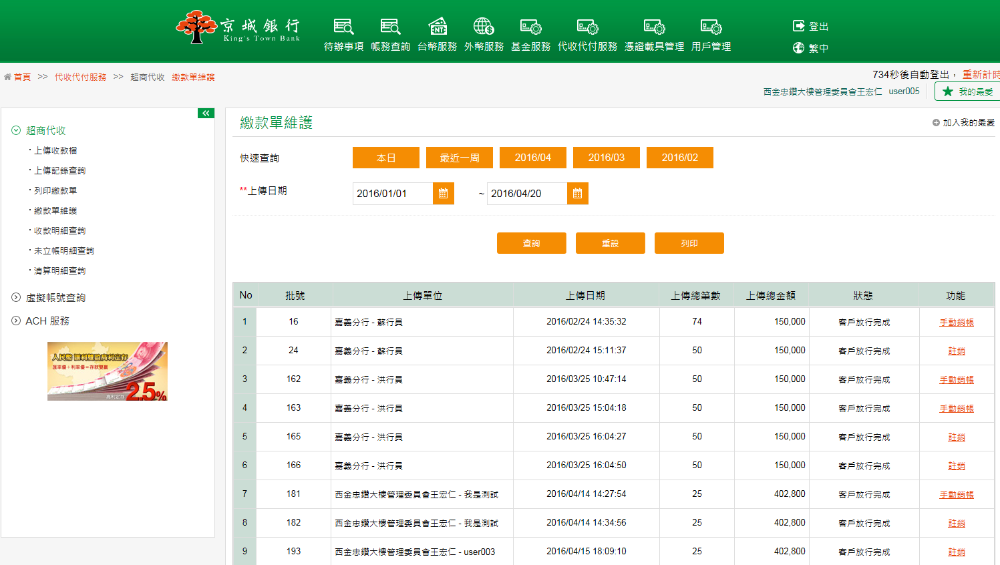 京城銀行
King's Town Bank
待辦事項 帳務查詢 台幣服務 外幣服務 基金服務 代收代付服務 憑證載具管理 用戶管理
登出
繁中
首頁 >> 代收代付服務 >> 超商代收 繳款單維護
734秒後自動登出， 重新計時
西金忠鑽大樓管理委員會王宏仁 user005
我的最愛
超商代收
上傳收款檔
上傳記錄查詢
列印繳款單
繳款單維護
收款明細查詢
未立帳明細查詢
清算明細查詢
虛擬帳號查詢
ACH 服務
人民幣 匯利雙盈高利定存
匯率優+利率優=存款雙贏
高利定存 2.5%
繳款單維護
加入我的最愛
快速查詢 本日 最近一周 2016/04 2016/03 2016/02
**上傳日期 2016/01/01 ~ 2016/04/20
查詢 重設 列印
No 批號 上傳單位 上傳日期 上傳總筆數 上傳總金額 狀態 功能
1 16 嘉義分行 - 蘇行員 2016/02/24 14:35:32 74 150,000 客戶放行完成 手動銷帳
2 24 嘉義分行 - 蘇行員 2016/02/24 15:11:37 50 150,000 客戶放行完成 註銷
3 162 嘉義分行 - 洪行員 2016/03/25 10:47:14 50 150,000 客戶放行完成 手動銷帳
4 163 嘉義分行 - 洪行員 2016/03/25 15:04:18 50 150,000 客戶放行完成 手動銷帳
5 165 嘉義分行 - 洪行員 2016/03/25 16:04:27 50 150,000 客戶放行完成 註銷
6 166 嘉義分行 - 洪行員 2016/03/25 16:04:50 50 150,000 客戶放行完成 註銷
7 181 西金忠鑽大樓管理委員會王宏仁 - 我是測試 2016/04/14 14:27:54 25 402,800 客戶放行完成 手動銷帳
8 182 西金忠鑽大樓管理委員會王宏仁 - 我是測試 2016/04/14 14:34:56 25 402,800 客戶放行完成 註銷
9 193 西金忠鑽大樓管理委員會王宏仁 - user003 2016/04/15 18:09:10 25 402,800 客戶放行完成 註銷